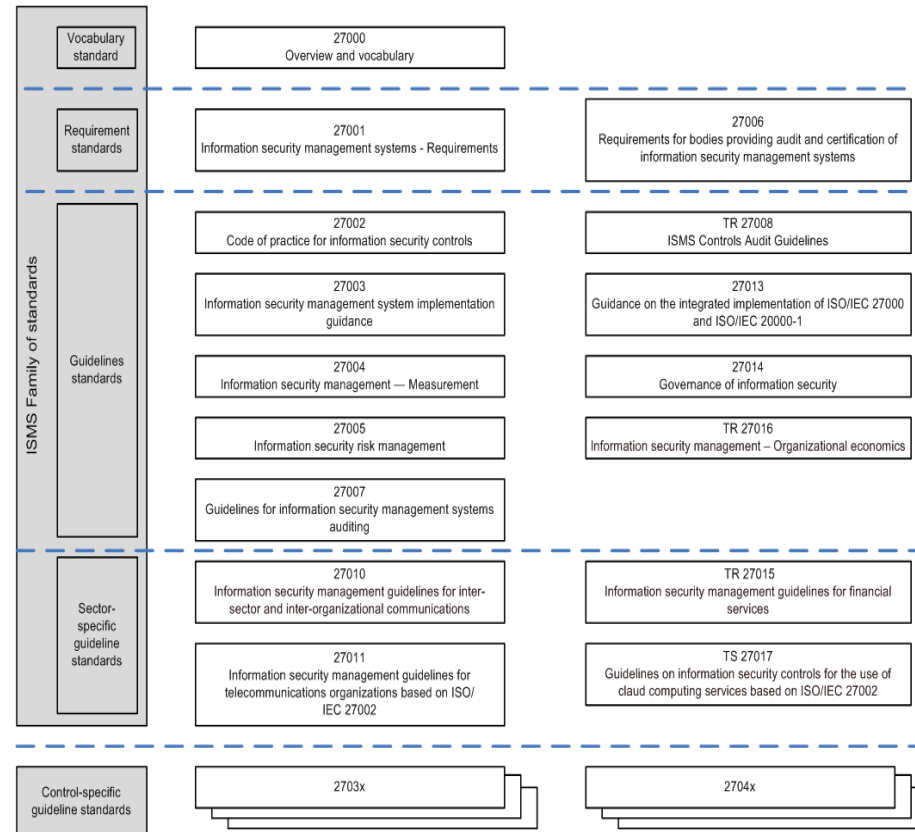 Vocabulary
standard
27000
Overview and vocabulary
Requirement
standards
27001
Information security management systems - Requirements
27006
Requirements for bodies providing audit and certification of
information security management systems
ISMS Family of standards
Guidelines
standards
27002
Code of practice for information security controls
TR 27008
ISMS Controls Audit Guidelines
27003
Information security management system implementation
guidance
27013
Guidance on the integrated implementation of ISO/IEC 27000
and ISO/IEC 20000-1
27004
Information security management — Measurement
27014
Governance of information security
27005
Information security risk management
TR 27016
Information security management – Organizational economics
27007
Guidelines for information security management systems
auditing
Sector-
specific
guideline
standards
27010
Information security management guidelines for inter-
sector and inter-organizational communications
TR 27015
Information security management guidelines for financial
services
27011
Information security management guidelines for
telecommunications organizations based on ISO/
IEC 27002
TS 27017
Guidelines on information security controls for the use of
claud computing services based on ISO/IEC 27002
Control-specific
guideline standards
2703x
2704x